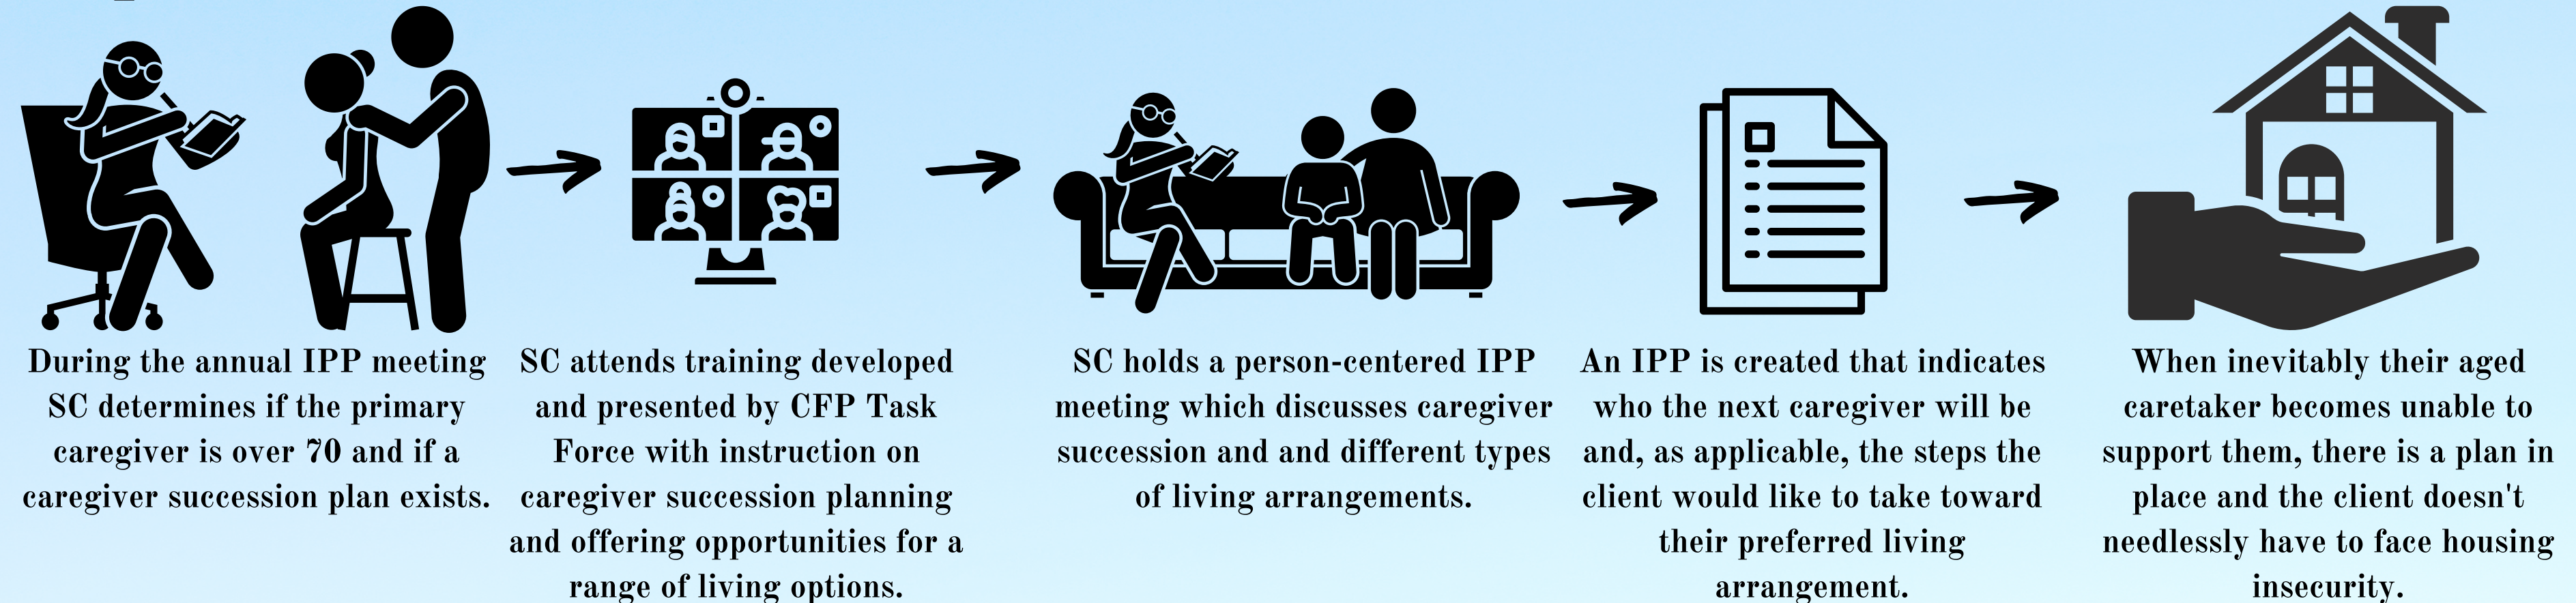 During the annual IPP meeting
SC determines if the primary
caregiver is over 70 and if a
caregiver succession plan exists.
SC attends training developed
and presented by CFP Task
Force with instruction on
caregiver succession planning
and offering opportunities for a
range of living options.
SC holds a person-centered IPP
meeting which discusses caregiver
succession and and different types
of living arrangements.
An IPP is created that indicates
who the next caregiver will be
and, as applicable, the steps the
client would like to take toward
their preferred living
arrangement.
When inevitably their aged
caretaker becomes unable to
support them, there is a plan in
place and the client doesn't
needlessly have to face housing
insecurity.